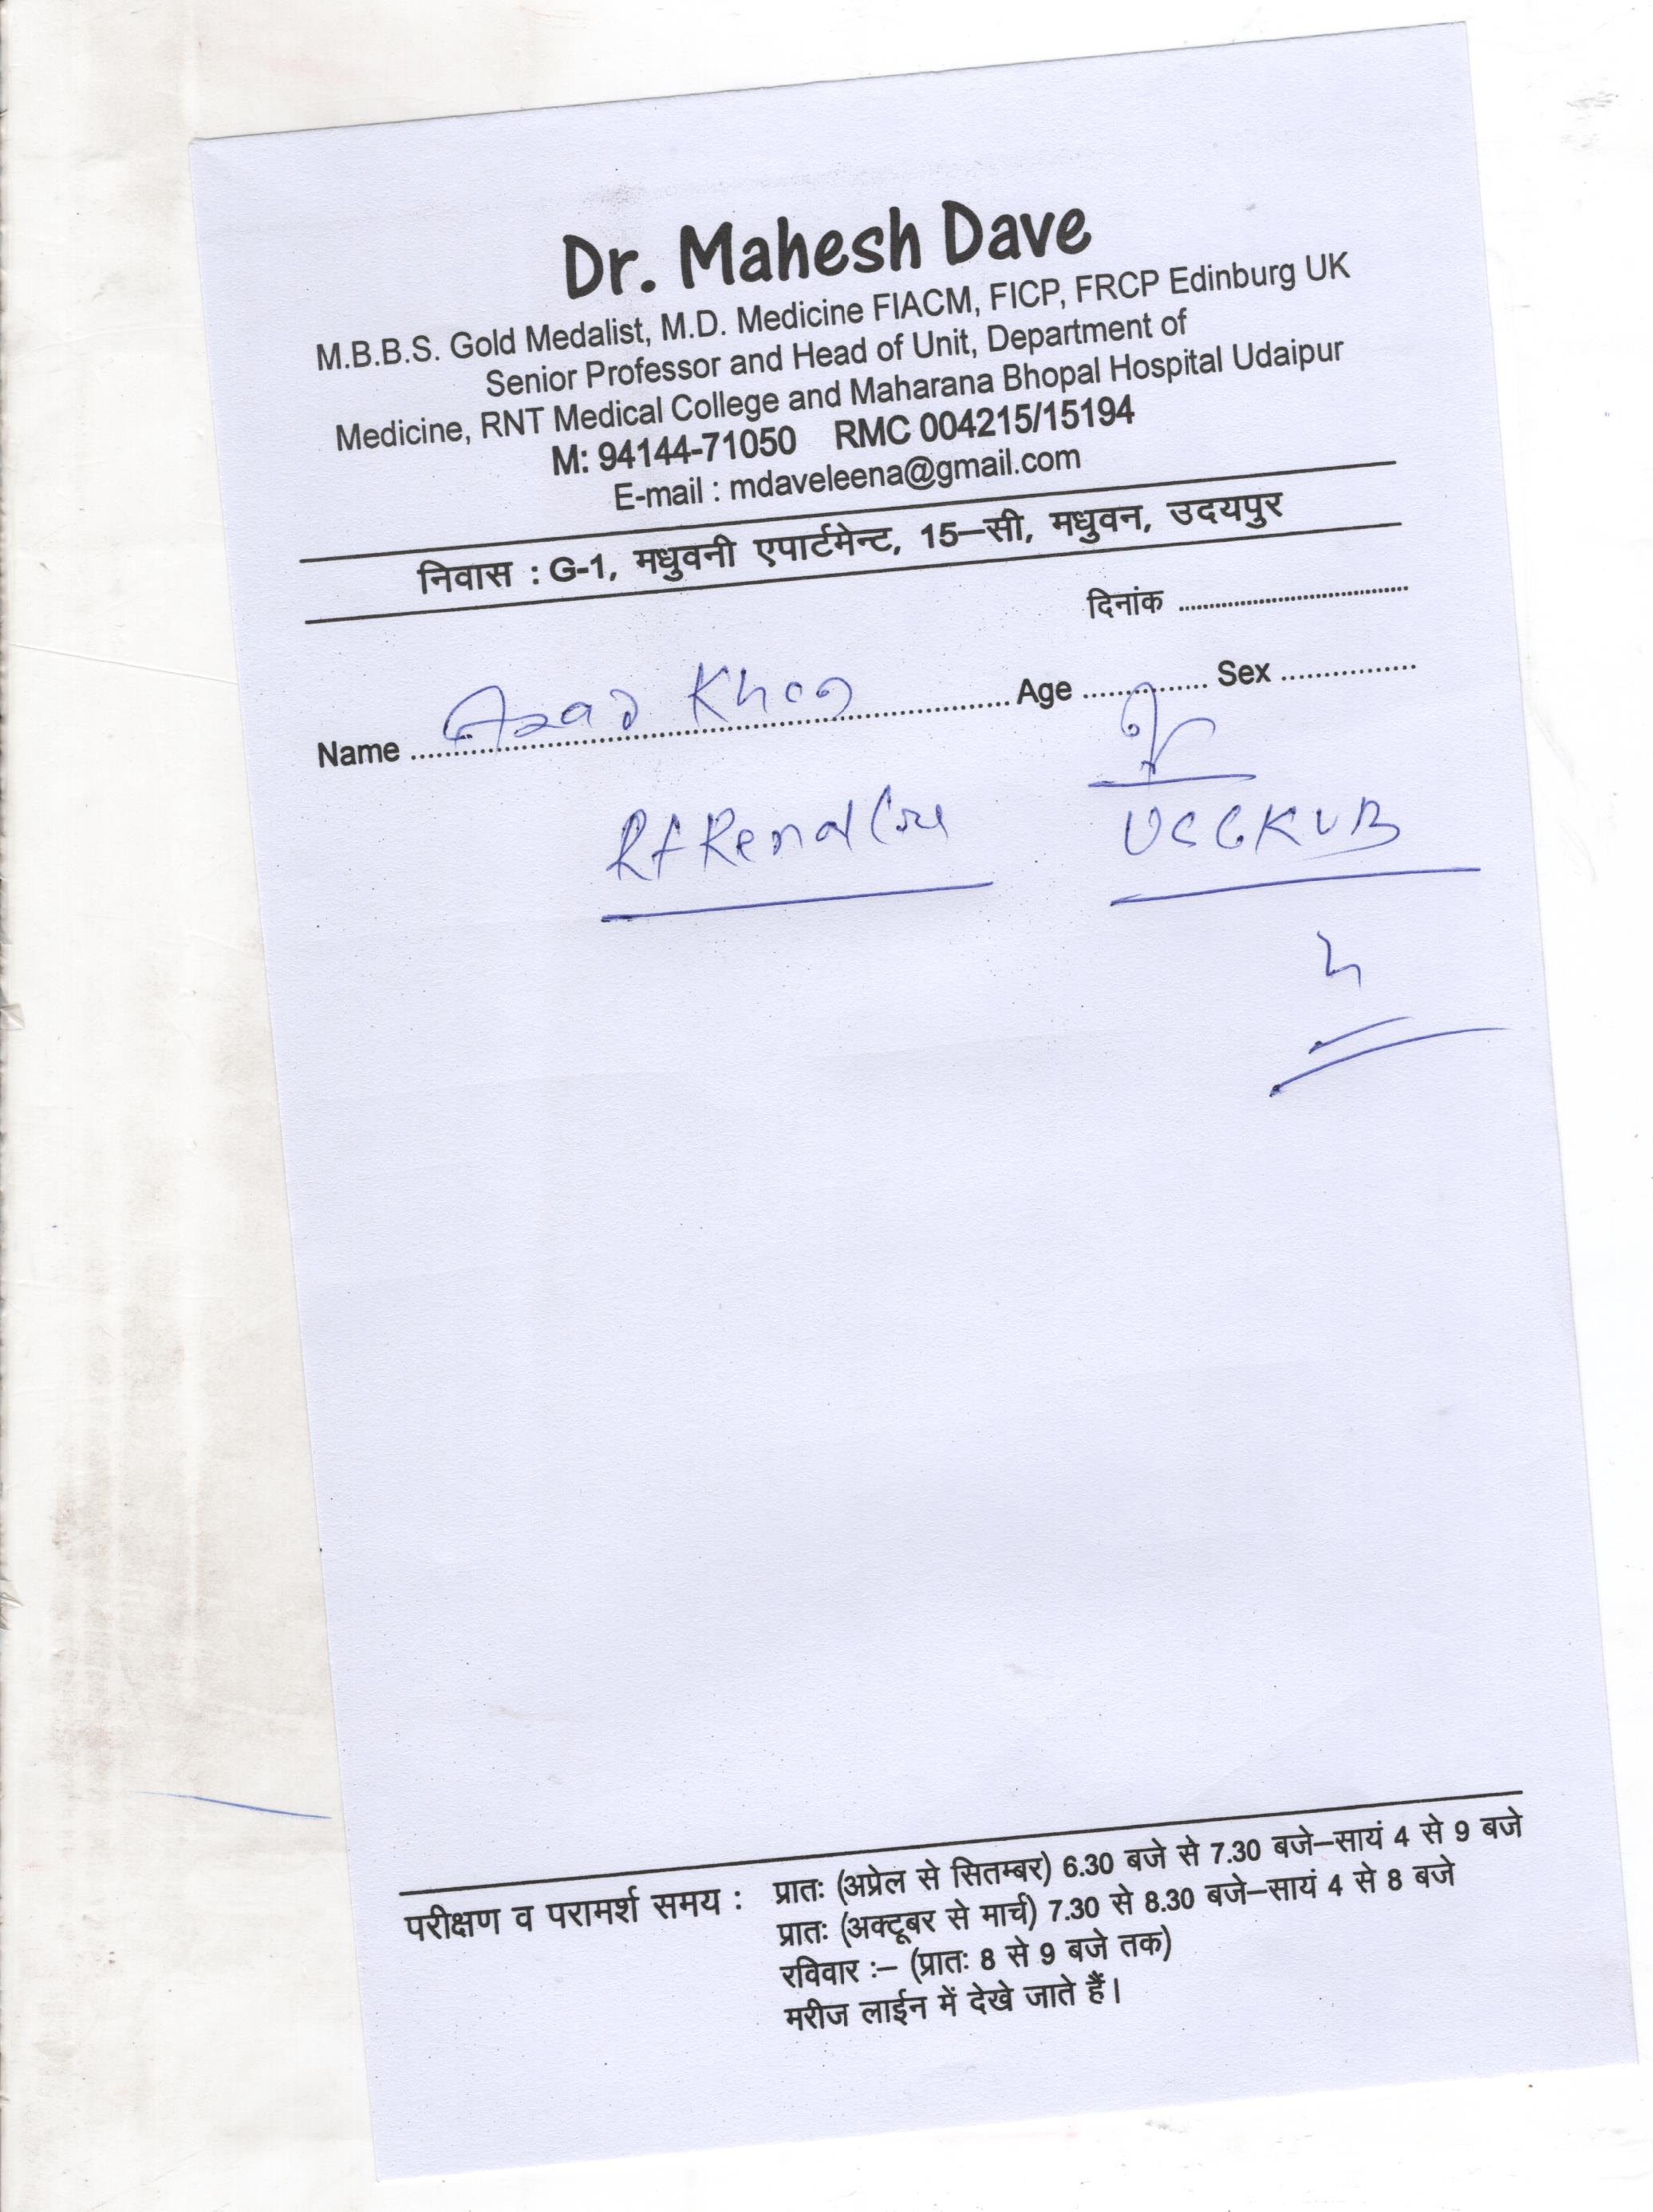 Dr. Mahesh Dave
M.B.B.S. Gold Medalist, M.D. Medicine FIACM, FICP, FRCP Edinburg UK
Senior Professor and Head of Unit, Department of
Medicine, RNT Medical College and Maharana Bhopal Hospital Udaipur
M: 94144-71050 RMC 004215/15194
E-mail : mdaveleena@gmail.com
निवास : G-1, मधुवनी एपार्टमेन्ट, 15–सी, मधुवन, उदयपुर
दिनांक ........................................
Name ........ Azad Khan ........ Age .................. Sex ...................
Rt Renal USGKUB
परीक्षण व परामर्श समय : प्रातः (अप्रेल से सितम्बर) 6.30 बजे से 7.30 बजे–सायं 4 से 9 बजे
प्रातः (अक्टूबर से मार्च) 7.30 से 8.30 बजे–सायं 4 से 8 बजे
रविवार :– (प्रातः 8 से 9 बजे तक)
मरीज लाईन में देखे जाते हैं।